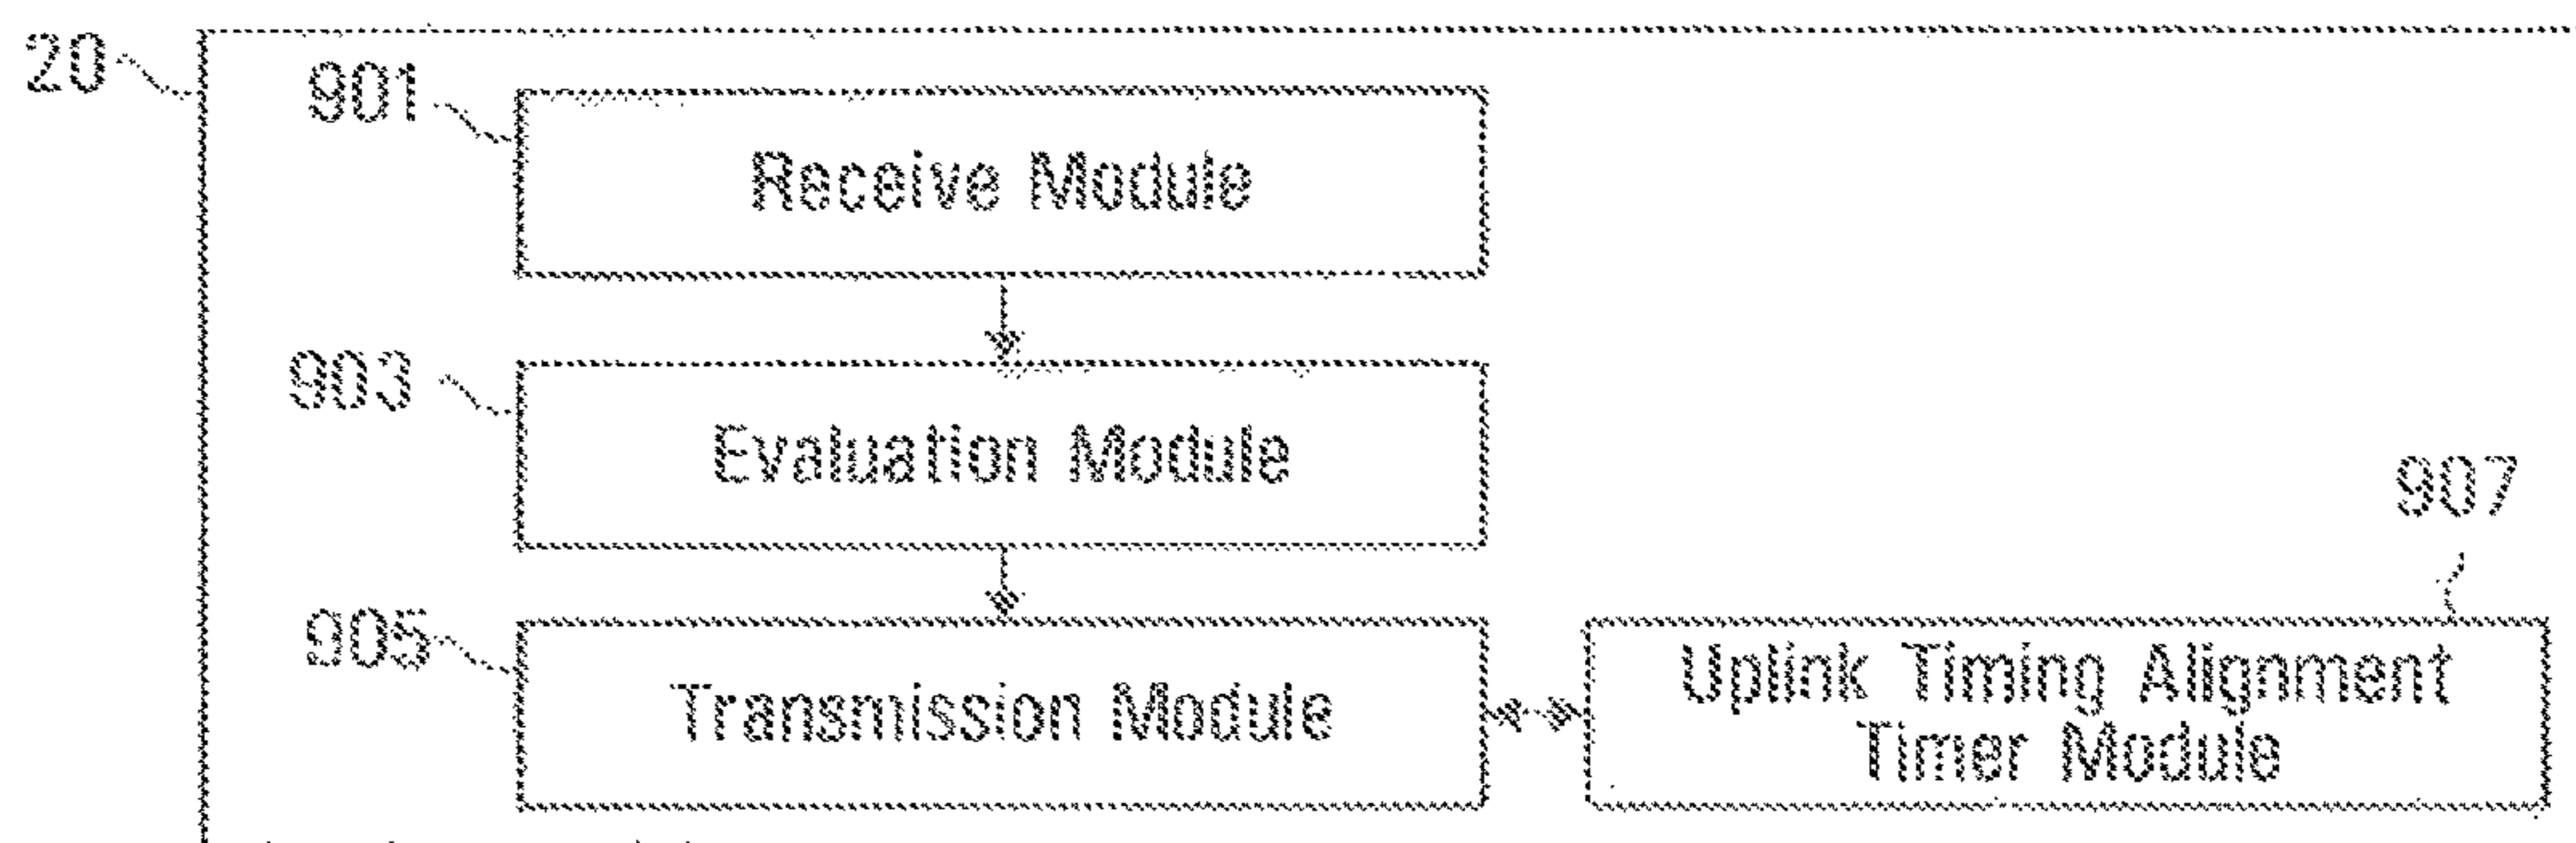 20
901
Receive Module
903
Evaluation Module
907
905
Transmission Module
Uplink Timing Alignment
Timer Module